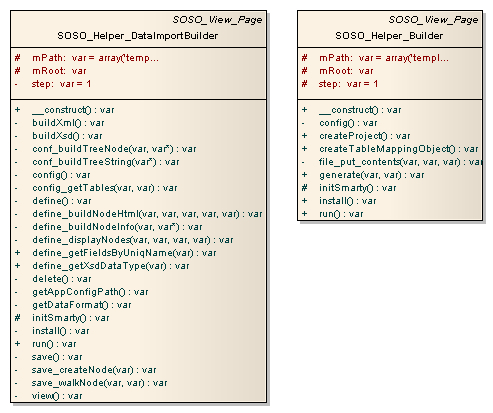 SOSO_View_Page
SOSO_Helper_DataImportBuilder
# mPath: var = array('temp...
# mRoot: var
- step: var = 1
+ __construct() : var
- buildXml() : var
- buildXsd() : var
- conf_buildTreeNode(var, var*) : var
- conf_buildTreeString(var*) : var
- config() : var
- config_getTables(var, var) : var
- define() : var
- define_buildNodeHtml(var, var, var, var, var) : var
- define_buildNodeInfo(var, var*) : var
- define_displayNodes(var, var, var, var) : var
+ define_getFieldsByUniqName(var) : var
+ define_getXsdDataType(var) : var
- delete() : var
- getAppConfigPath() : var
- getDataFormat() : var
# initSmarty() : var
- install() : var
+ run() : var
- save() : var
- save_createNode(var) : var
- save_walkNode(var, var) : var
- view() : var
SOSO_View_Page
SOSO_Helper_Builder
# mPath: var = array('templ...
# mRoot: var
# step: var = 1
+ __construct() : var
- config() : var
+ createProject() : var
+ createTableMappingObject() : var
- file_put_contents(var, var, var) : var
+ generate(var, var) : var
# initSmarty() : var
+ install() : var
+ run() : var